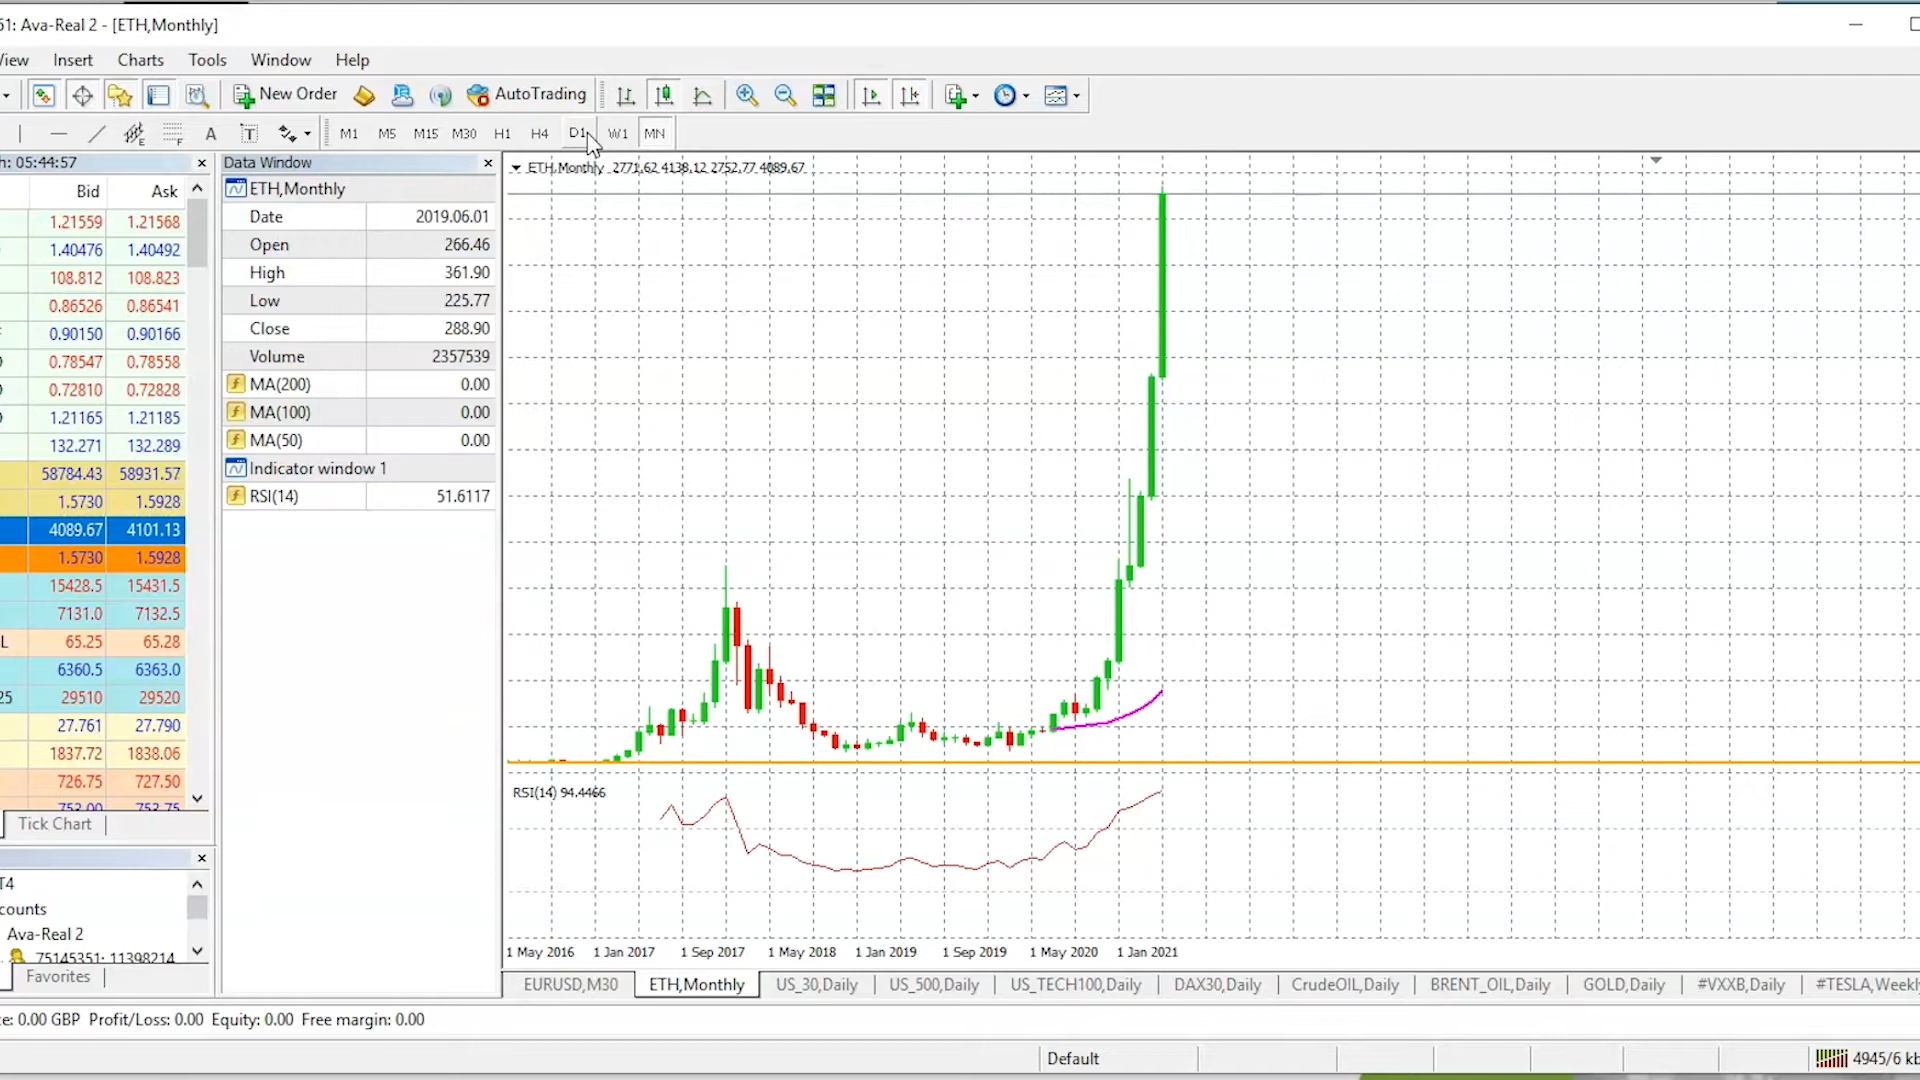 51: Ava-Real 2 - [ETH,Monthly]
View Insert Charts Tools Window Help
New Order AutoTrading
E F A T M1 M5 M15 M30 H1 H4 D1 W1 MN
h: 05:44:57
Bid Ask
1.21559 1.21568
1.40476 1.40492
108.812 108.823
0.86526 0.86541
0.90150 0.90166
0.78547 0.78558
0.72810 0.72828
1.21165 1.21185
132.271 132.289
58784.43 58931.57
1.5730 1.5928
4089.67 4101.13
1.5730 1.5928
15428.5 15431.5
7131.0 7132.5
L 65.25 65.28
6360.5 6363.0
25 29510 29520
27.761 27.790
1837.72 1838.06
726.75 727.50
753.00 753.75
Tick Chart
T4
counts
Ava-Real 2
75145351: 11398214
Favorites
Data Window
ETH,Monthly
Date 2019.06.01
Open 266.46
High 361.90
Low 225.77
Close 288.90
Volume 2357539
MA(200) 0.00
MA(100) 0.00
MA(50) 0.00
Indicator window 1
RSI(14) 51.6117
ETH,Monthly 2771.62 4138.12 2752.77 4089.67
RSI(14) 94.4466
1 May 2016 1 Jan 2017 1 Sep 2017 1 May 2018 1 Jan 2019 1 Sep 2019 1 May 2020 1 Jan 2021
EURUSD,M30 ETH,Monthly US_30,Daily US_500,Daily US_TECH100,Daily DAX30,Daily CrudeOIL,Daily BRENT_OIL,Daily GOLD,Daily #VXXB,Daily #TESLA,Weekly
ce: 0.00 GBP Profit/Loss: 0.00 Equity: 0.00 Free margin: 0.00
Default 4945/6 kb